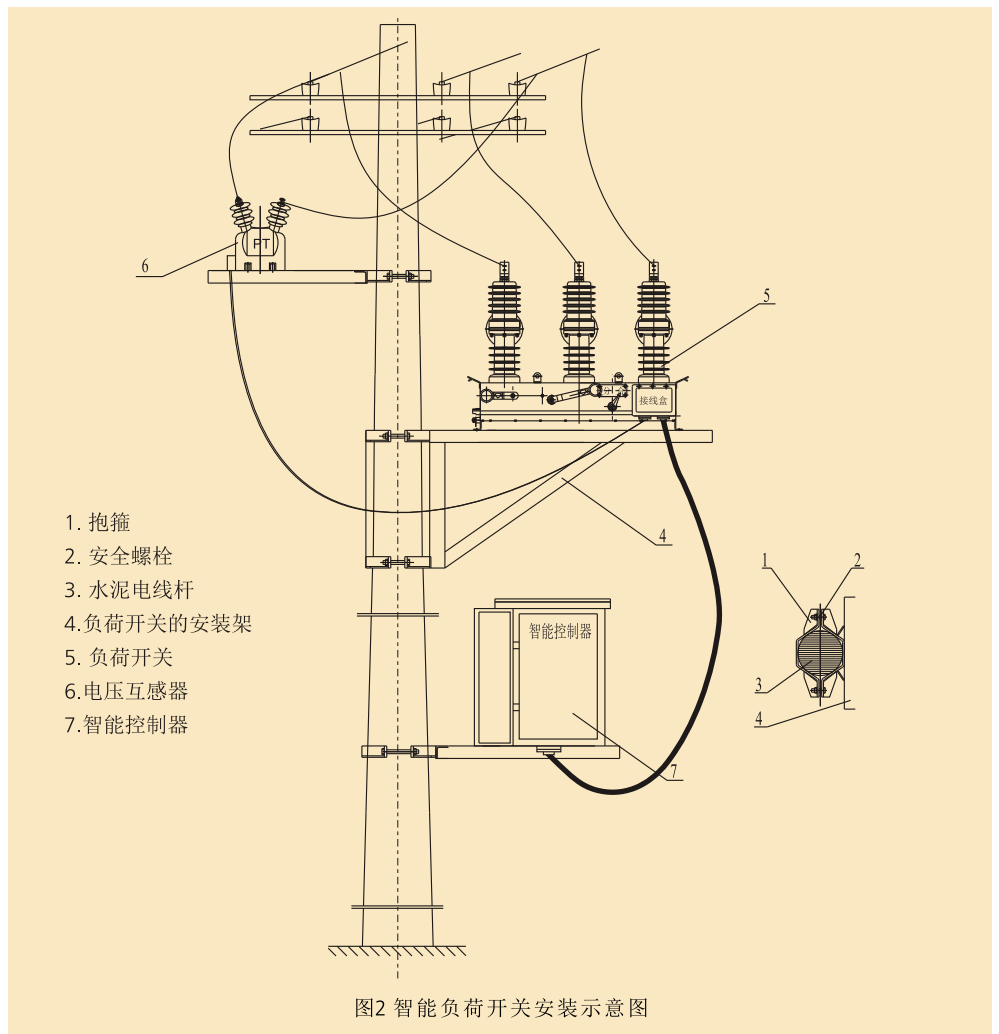 PT
6
5
接线盒
4
1. 抱箍
2. 安全螺栓
3. 水泥电线杆
4.负荷开关的安装架
5. 负荷开关
6.电压互感器
7.智能控制器
智能控制器
1
2
3
4
7
图2 智能负荷开关安装示意图